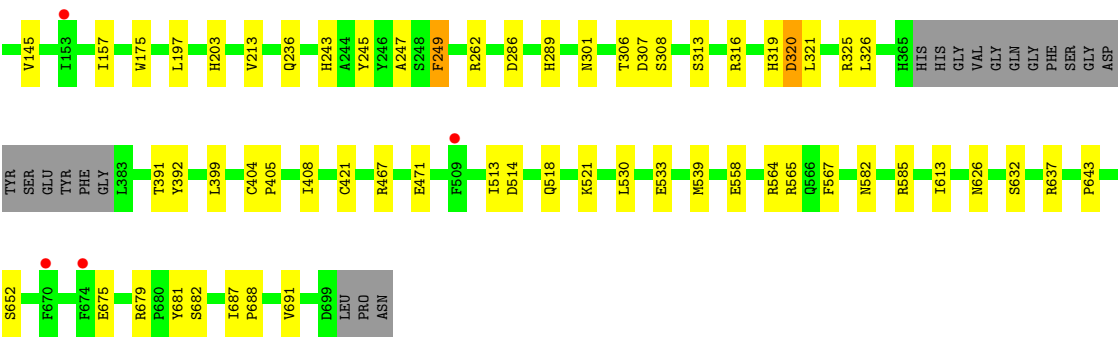 V145 I153 I157 W175 L197 H203 V213 Q236 H243 A244 Y245 Y246 A247 S248 F249 R262 D286 H289 N301 T306 D307 S308 S313 R316 H319 D320 L321 R325 L326 H365 HIS HIS GLY VAL GLY GLN GLY PHE SER GLY ASP
TYR SER GLU TYR PHE GLY L383 T391 Y392 L399 C404 P405 I408 C421 R467 E471 F509 I513 D514 Q518 K521 L530 E533 M539 E558 R564 R565 Q566 F567 N582 R585 I613 N626 S632 R637 P643
S652 F670 F674 E675 R679 P680 Y681 S682 I687 P688 V691 D699 LEU PRO ASN